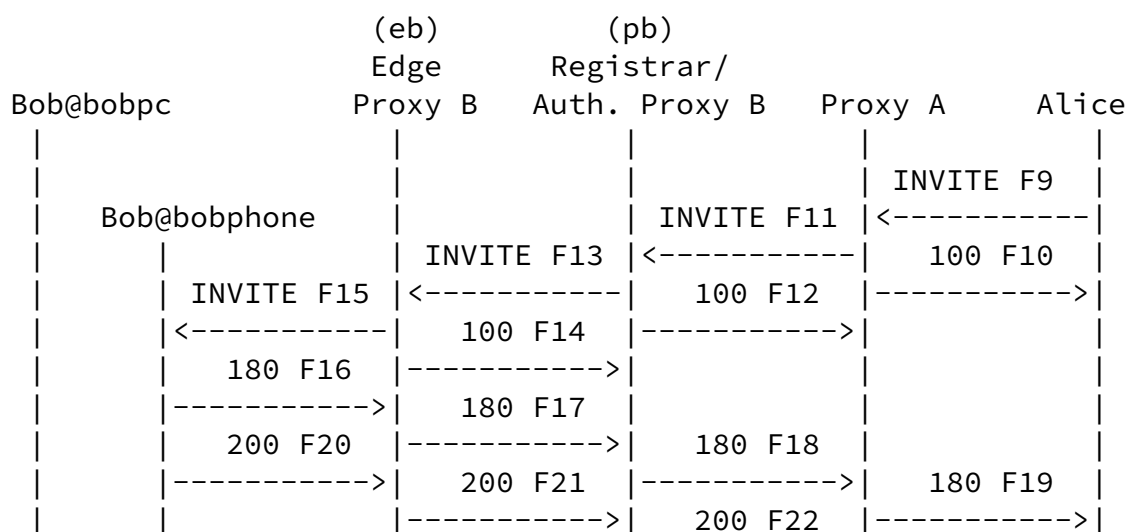 (eb) (pb)
Edge Registrar/
Bob@bobpc Proxy B Auth. Proxy B Proxy A Alice
INVITE F9
Bob@bobphone INVITE F11
INVITE F13 100 F10
INVITE F15 100 F12
100 F14
180 F16
180 F17
200 F20 180 F18
200 F21 180 F19
200 F22